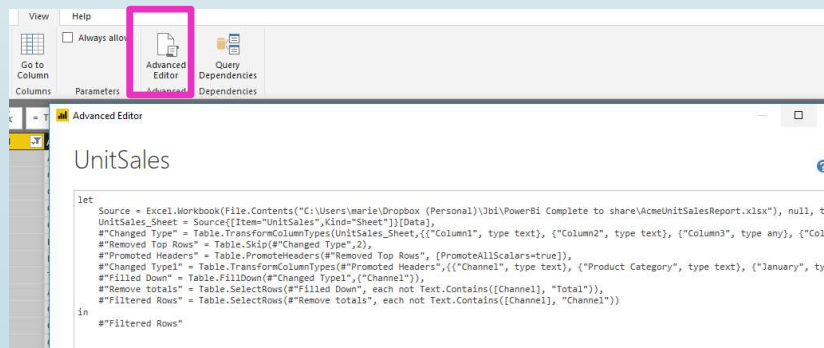 View Help
Always allow
Go to
Column
Advanced
Editor
Query
Dependencies
Columns Parameters Advanced Dependencies
= T
Advanced Editor
UnitSales
let
Source = Excel.Workbook(File.Contents("C:\Users\marie\Dropbox (Personal)\Jbi\PowerBi Complete to share\AcmeUnitSalesReport.xlsx"), null, t
UnitSales_Sheet = Source{[Item="UnitSales",Kind="Sheet"]}[Data],
#"Changed Type" = Table.TransformColumnTypes(UnitSales_Sheet,{{"Column1", type text}, {"Column2", type text}, {"Column3", type any}, {"Col
#"Removed Top Rows" = Table.Skip(#"Changed Type",2),
#"Promoted Headers" = Table.PromoteHeaders(#"Removed Top Rows", [PromoteAllScalars=true]),
#"Changed Type1" = Table.TransformColumnTypes(#"Promoted Headers",{{"Channel", type text}, {"Product Category", type text}, {"January", ty
#"Filled Down" = Table.FillDown(#"Changed Type1",{"Channel"}),
#"Remove totals" = Table.SelectRows(#"Filled Down", each not Text.Contains([Channel], "Total")),
#"Filtered Rows" = Table.SelectRows(#"Remove totals", each not Text.Contains([Channel], "Channel"))
in
#"Filtered Rows"